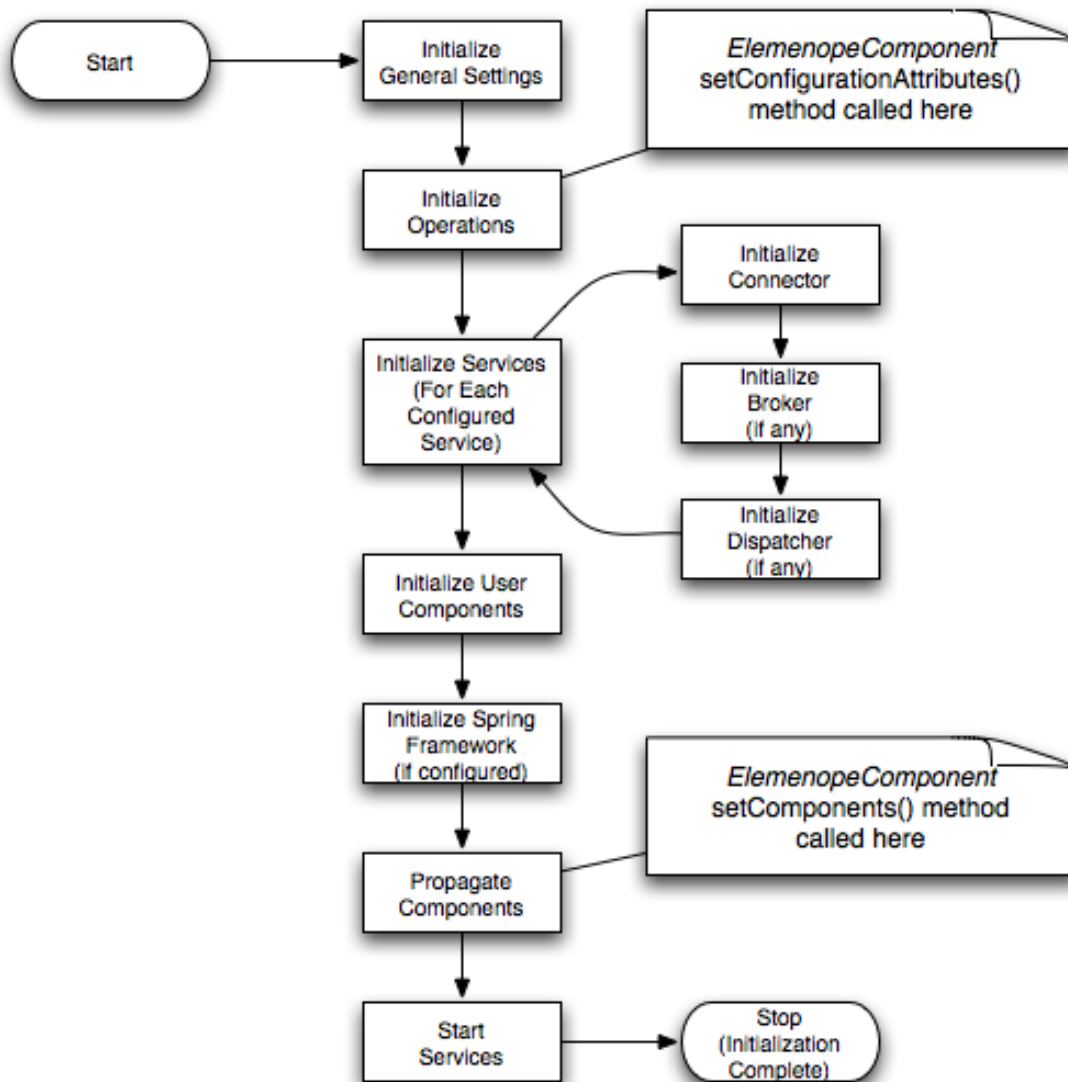 Start
Initialize
General Settings
ElemenopeComponent
setConfigurationAttributes()
method called here
Initialize
Operations
Initialize
Connector
Initialize Services
(For Each
Configured
Service)
Initialize
Broker
(if any)
Initialize
Dispatcher
(if any)
Initialize User
Components
Initialize Spring
Framework
(if configured)
ElemenopeComponent
setComponents() method
called here
Propagate
Components
Start
Services
Stop
(Initialization
Complete)